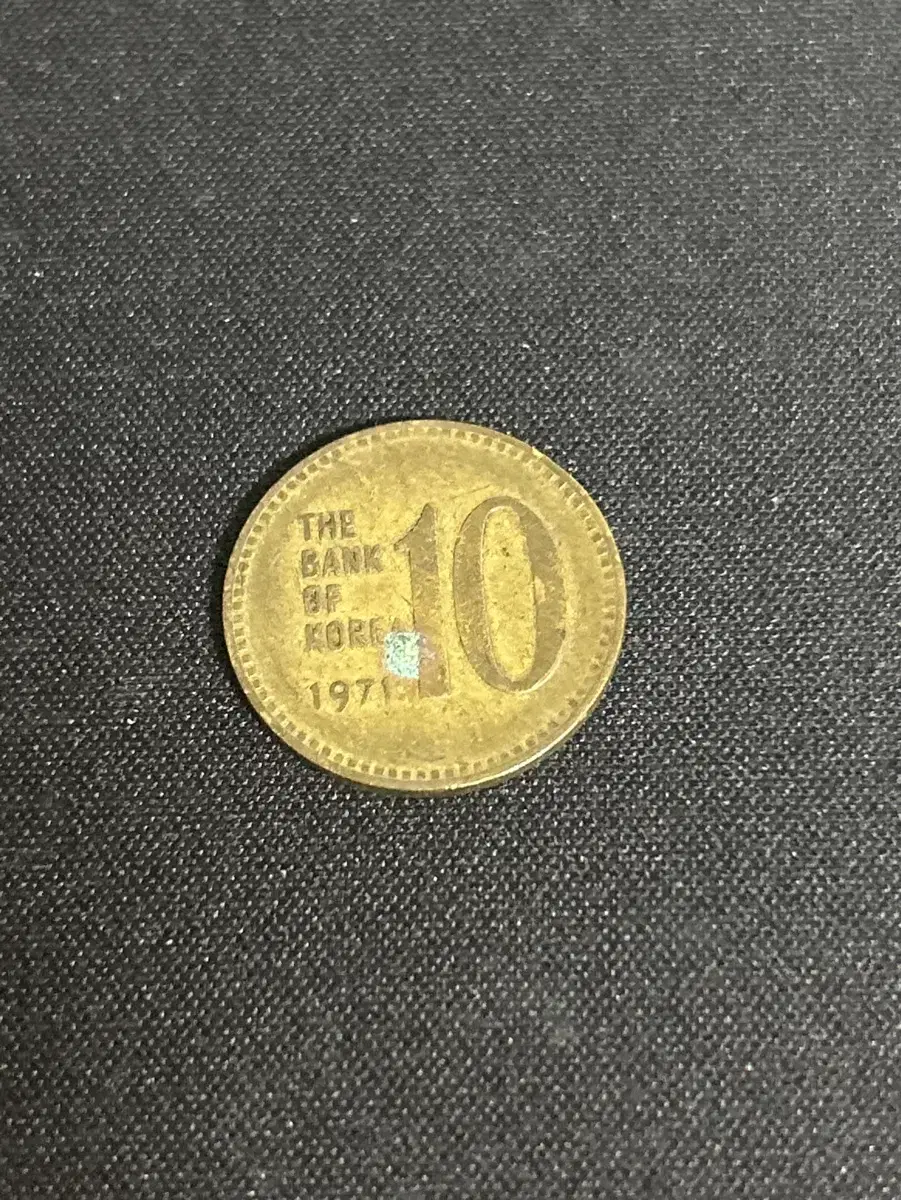 THE
BANK
OF
KOREA
1971
10